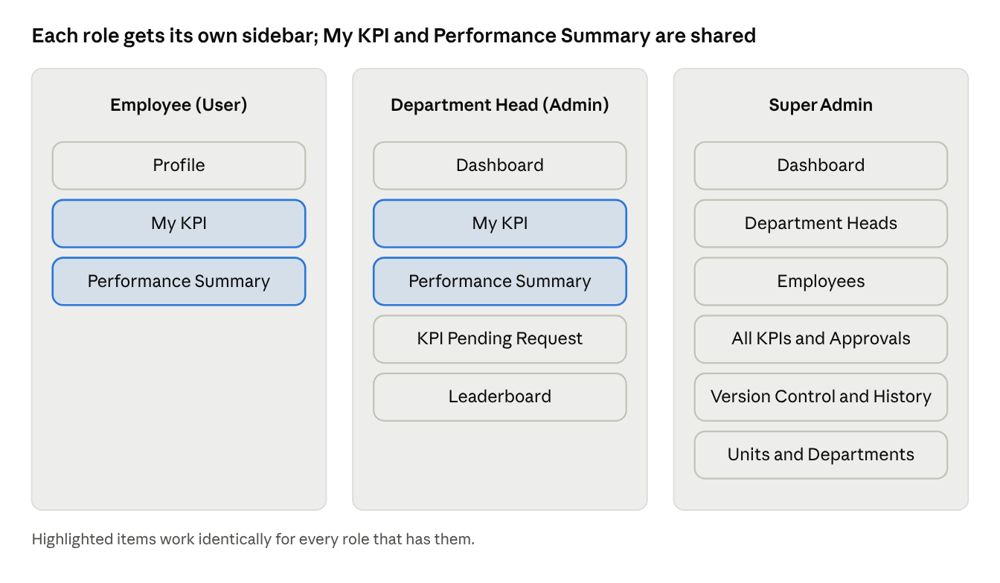 Each role gets its own sidebar; My KPI and Performance Summary are shared
Employee (User)
Profile
My KPI
Performance Summary
Department Head (Admin)
Dashboard
My KPI
Performance Summary
KPI Pending Request
Leaderboard
Super Admin
Dashboard
Department Heads
Employees
All KPIs and Approvals
Version Control and History
Units and Departments
Highlighted items work identically for every role that has them.